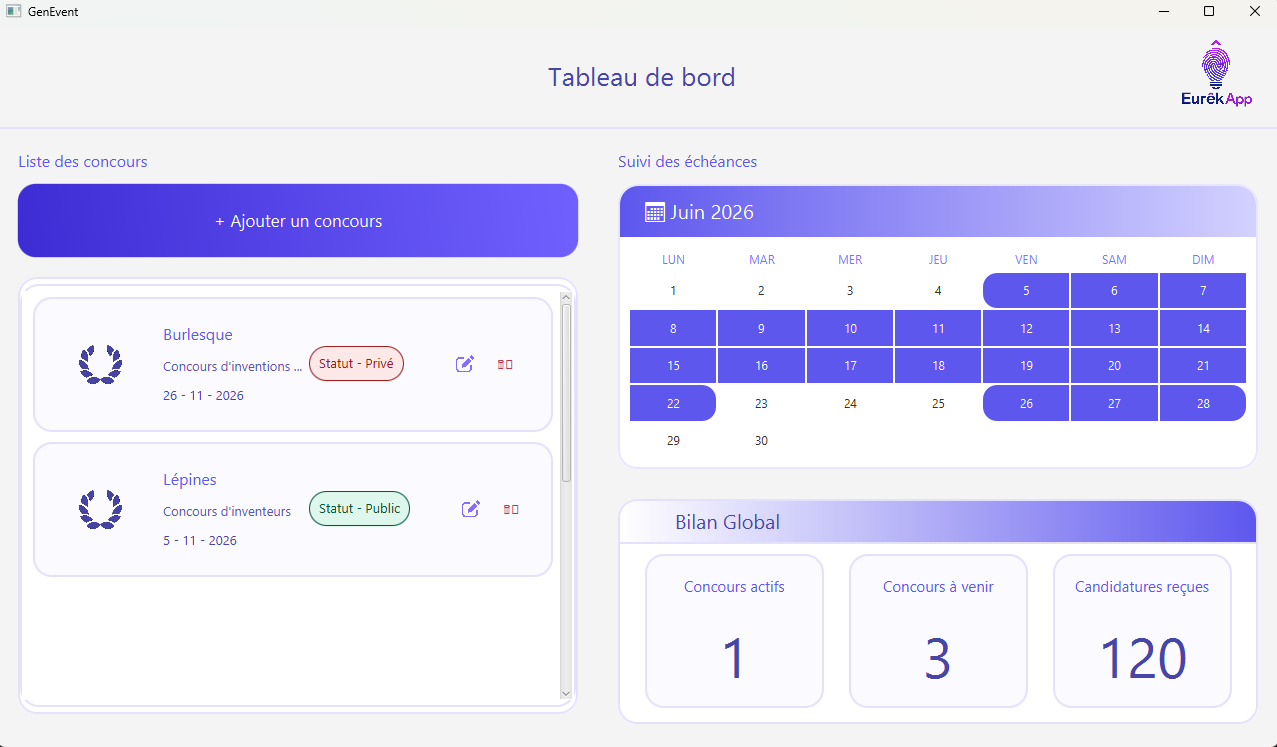 GenEvent
Tableau de bord
EurêkApp
Liste des concours
+ Ajouter un concours
Burlesque
Concours d'inventions ...
26 - 11 - 2026
Statut - Privé
Lépines
Concours d'inventeurs
5 - 11 - 2026
Statut - Public
Suivi des échéances
Juin 2026
LUN MAR MER JEU VEN SAM DIM
1 2 3 4 5 6 7
8 9 10 11 12 13 14
15 16 17 18 19 20 21
22 23 24 25 26 27 28
29 30
Bilan Global
Concours actifs
1
Concours à venir
3
Candidatures reçues
120